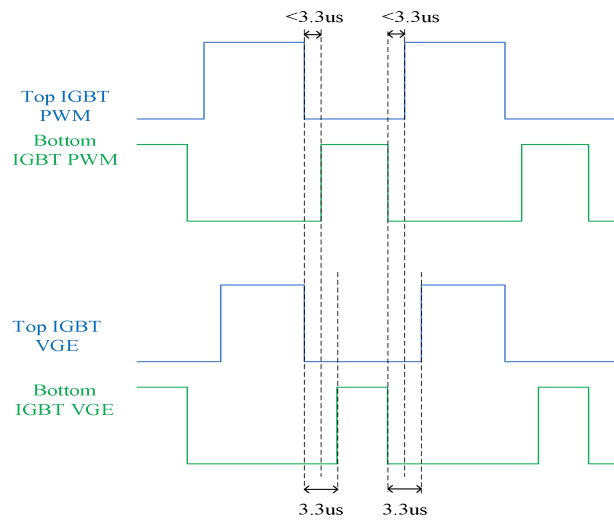 <3.3us <3.3us
Top IGBT
PWM
Bottom
IGBT PWM
Top IGBT
VGE
Bottom
IGBT VGE
3.3us 3.3us